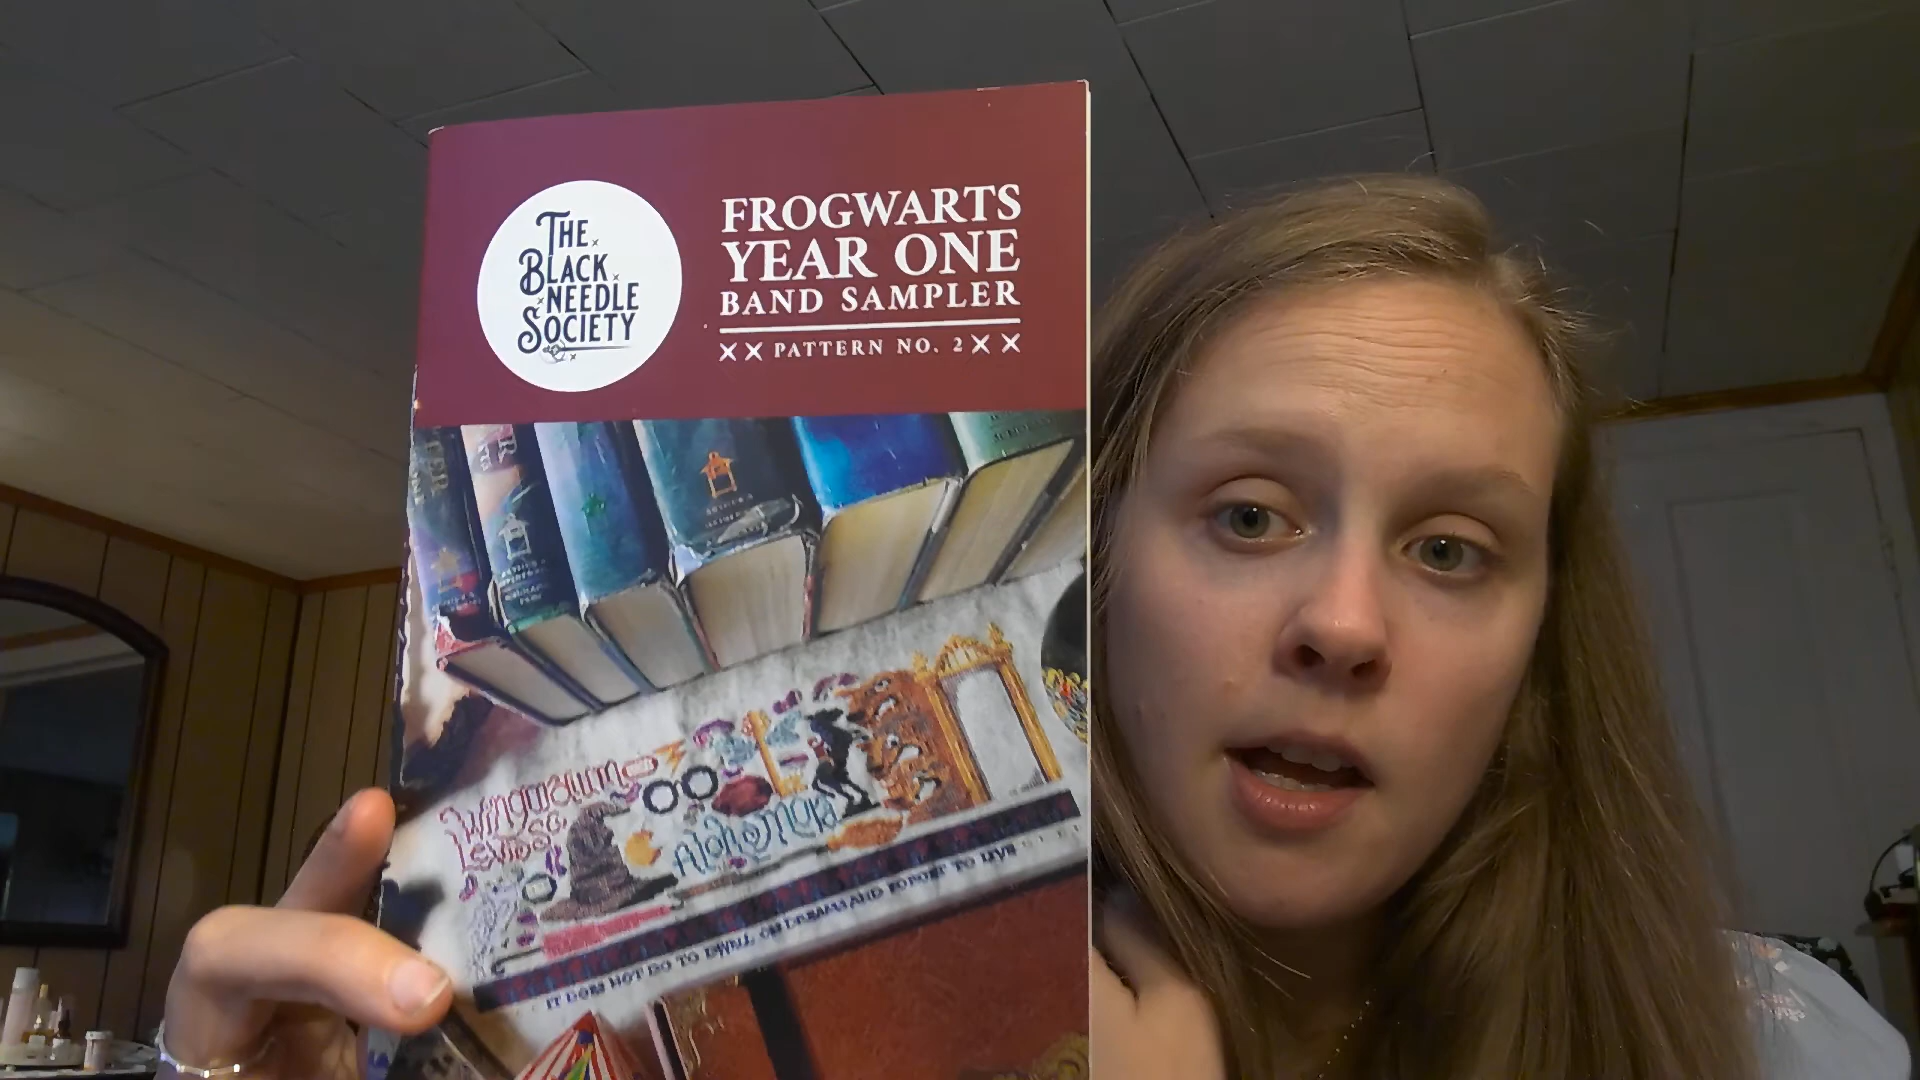 THE
BLACK
NEEDLE
SOCIETY
FROGWARTS
YEAR ONE
BAND SAMPLER
PATTERN NO. 2
Wingardium
Leviosa
Alohomora
IT DOES NOT DO TO DWELL ON DREAMS AND FORGET TO LIVE